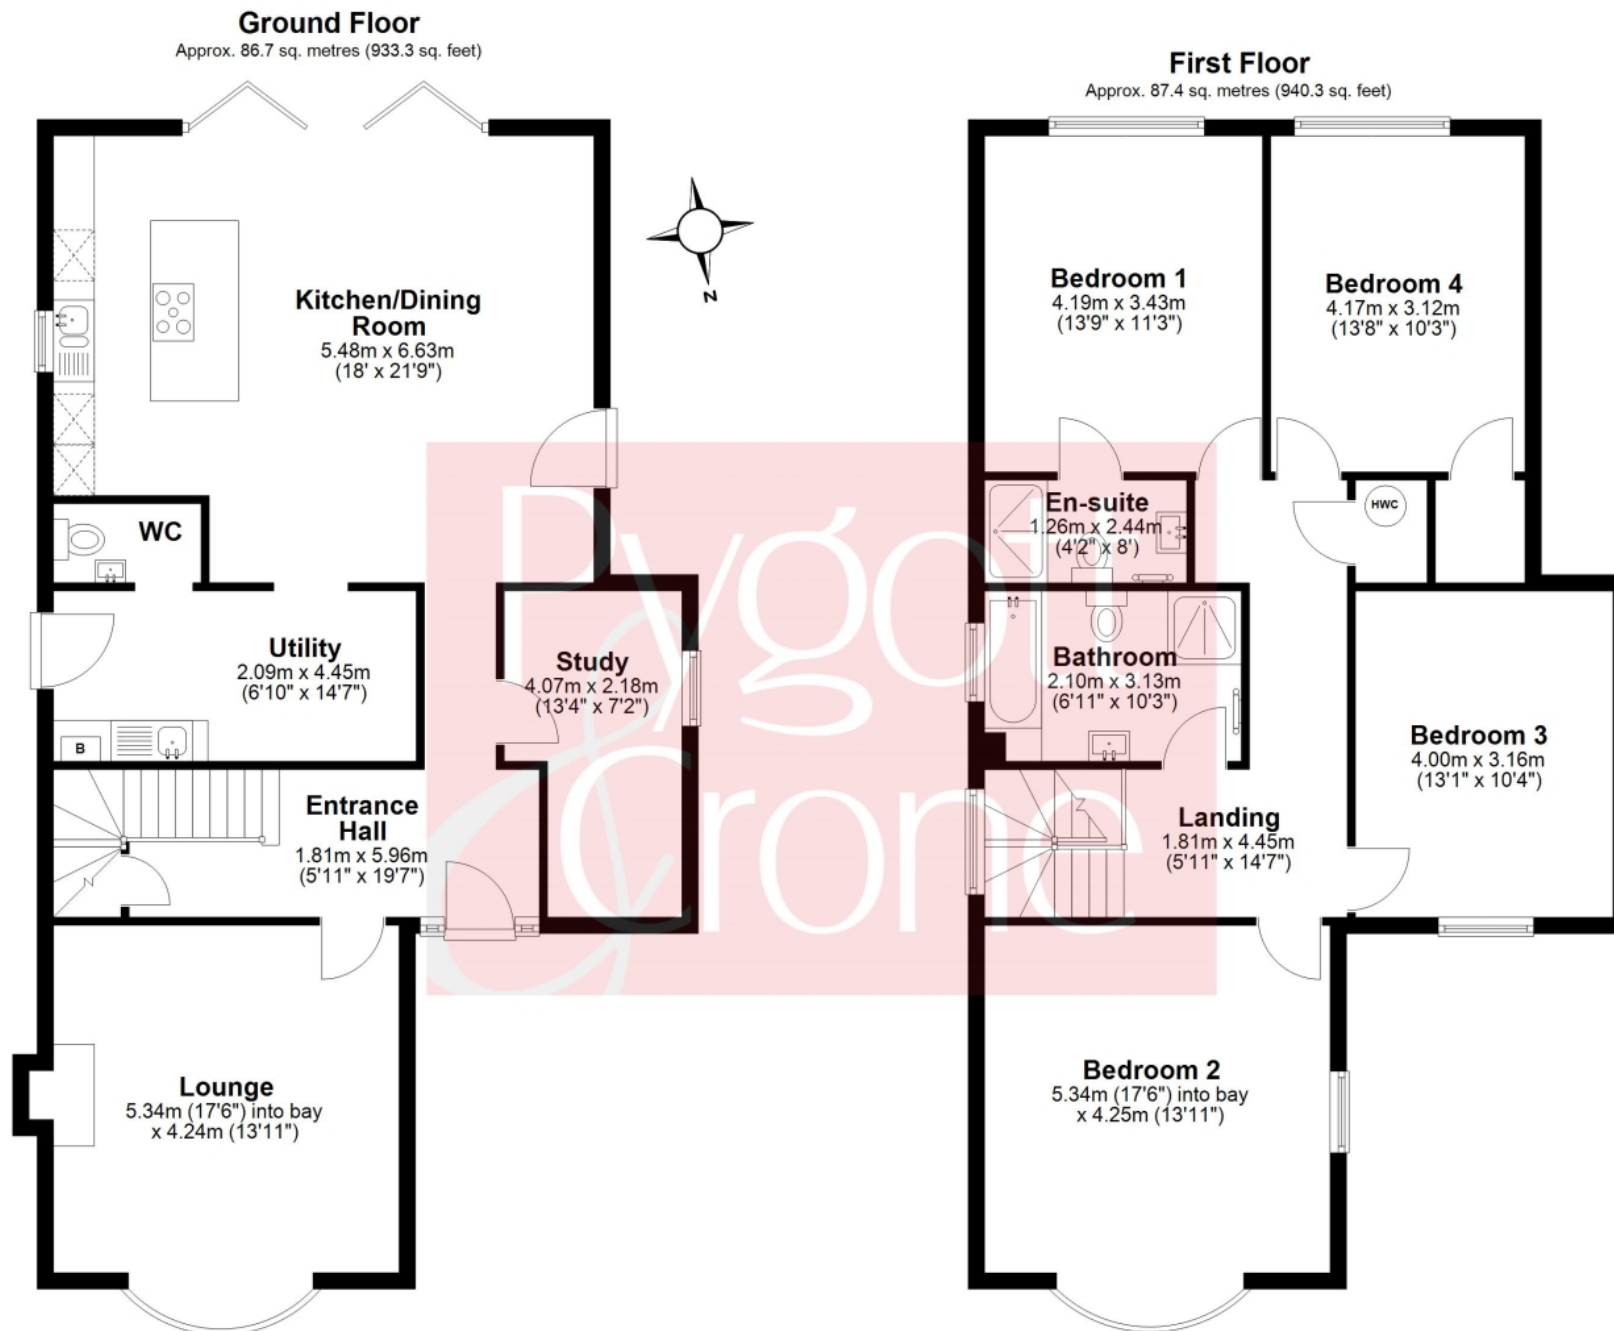 Ground Floor
Approx. 86.7 sq. metres (933.3 sq. feet)
Kitchen/Dining
Room
5.48m x 6.63m
(18' x 21'9")
WC
Utility
2.09m x 4.45m
(6'10" x 14'7")
B
Study
4.07m x 2.18m
(13'4" x 7'2")
Entrance
Hall
1.81m x 5.96m
(5'11" x 19'7")
Lounge
5.34m (17'6") into bay
x 4.24m (13'11")
N
First Floor
Approx. 87.4 sq. metres (940.3 sq. feet)
Bedroom 1
4.19m x 3.43m
(13'9" x 11'3")
Bedroom 4
4.17m x 3.12m
(13'8" x 10'3")
En-suite
1.26m x 2.44m
(4'2" x 8')
HWC
Bathroom
2.10m x 3.13m
(6'11" x 10'3")
Bedroom 3
4.00m x 3.16m
(13'1" x 10'4")
Landing
1.81m x 4.45m
(5'11" x 14'7")
Bedroom 2
5.34m (17'6") into bay
x 4.25m (13'11")
Pygott
& Crone